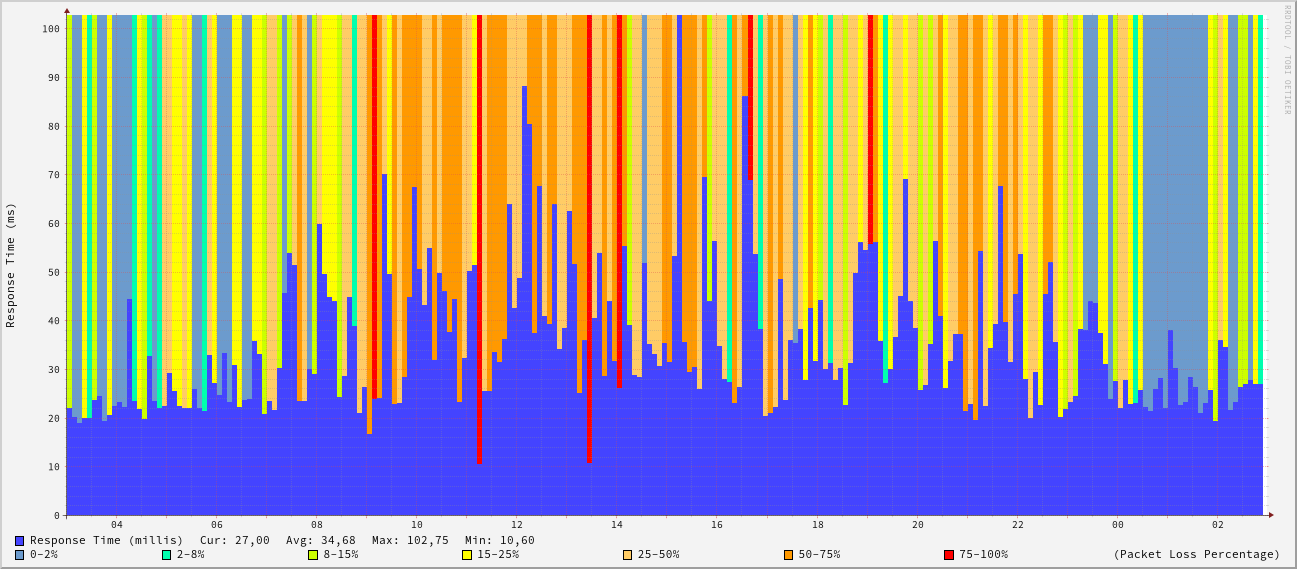 RRDTOOL / TOBI OETIKER
Response Time (ms)
100
90
80
70
60
50
40
30
20
10
0
04 06 08 10 12 14 16 18 20 22 00 02
Response Time (millis) Cur: 27,00 Avg: 34,68 Max: 102,75 Min: 10,60
0-2% 2-8% 8-15% 15-25% 25-50% 50-75% 75-100% (Packet Loss Percentage)